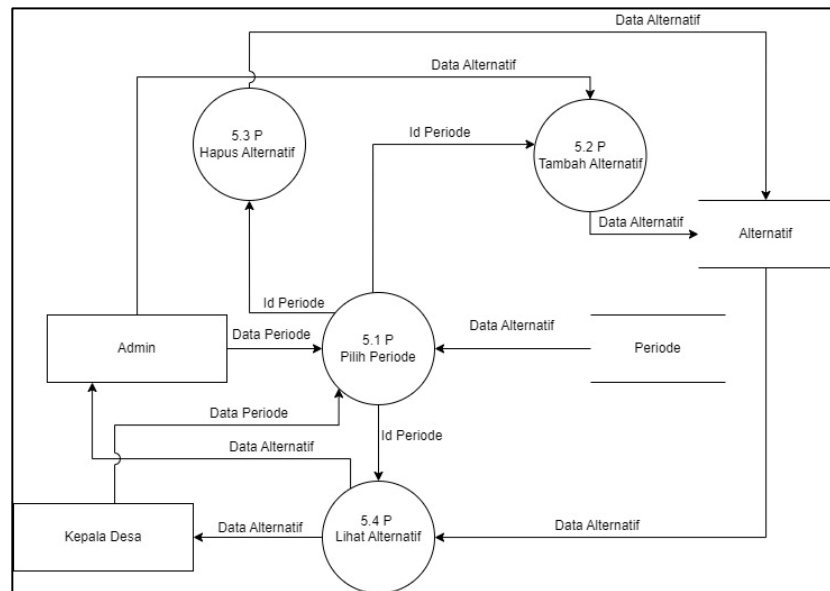 Data Alternatif
Data Alternatif
5.3 P
Hapus Alternatif
Id Periode
5.2 P
Tambah Alternatif
Data Alternatif
Alternatif
Id Periode
Admin
Data Periode
5.1 P
Pilih Periode
Data Alternatif
Periode
Data Periode
Id Periode
Data Alternatif
Kepala Desa
Data Alternatif
5.4 P
Lihat Alternatif
Data Alternatif